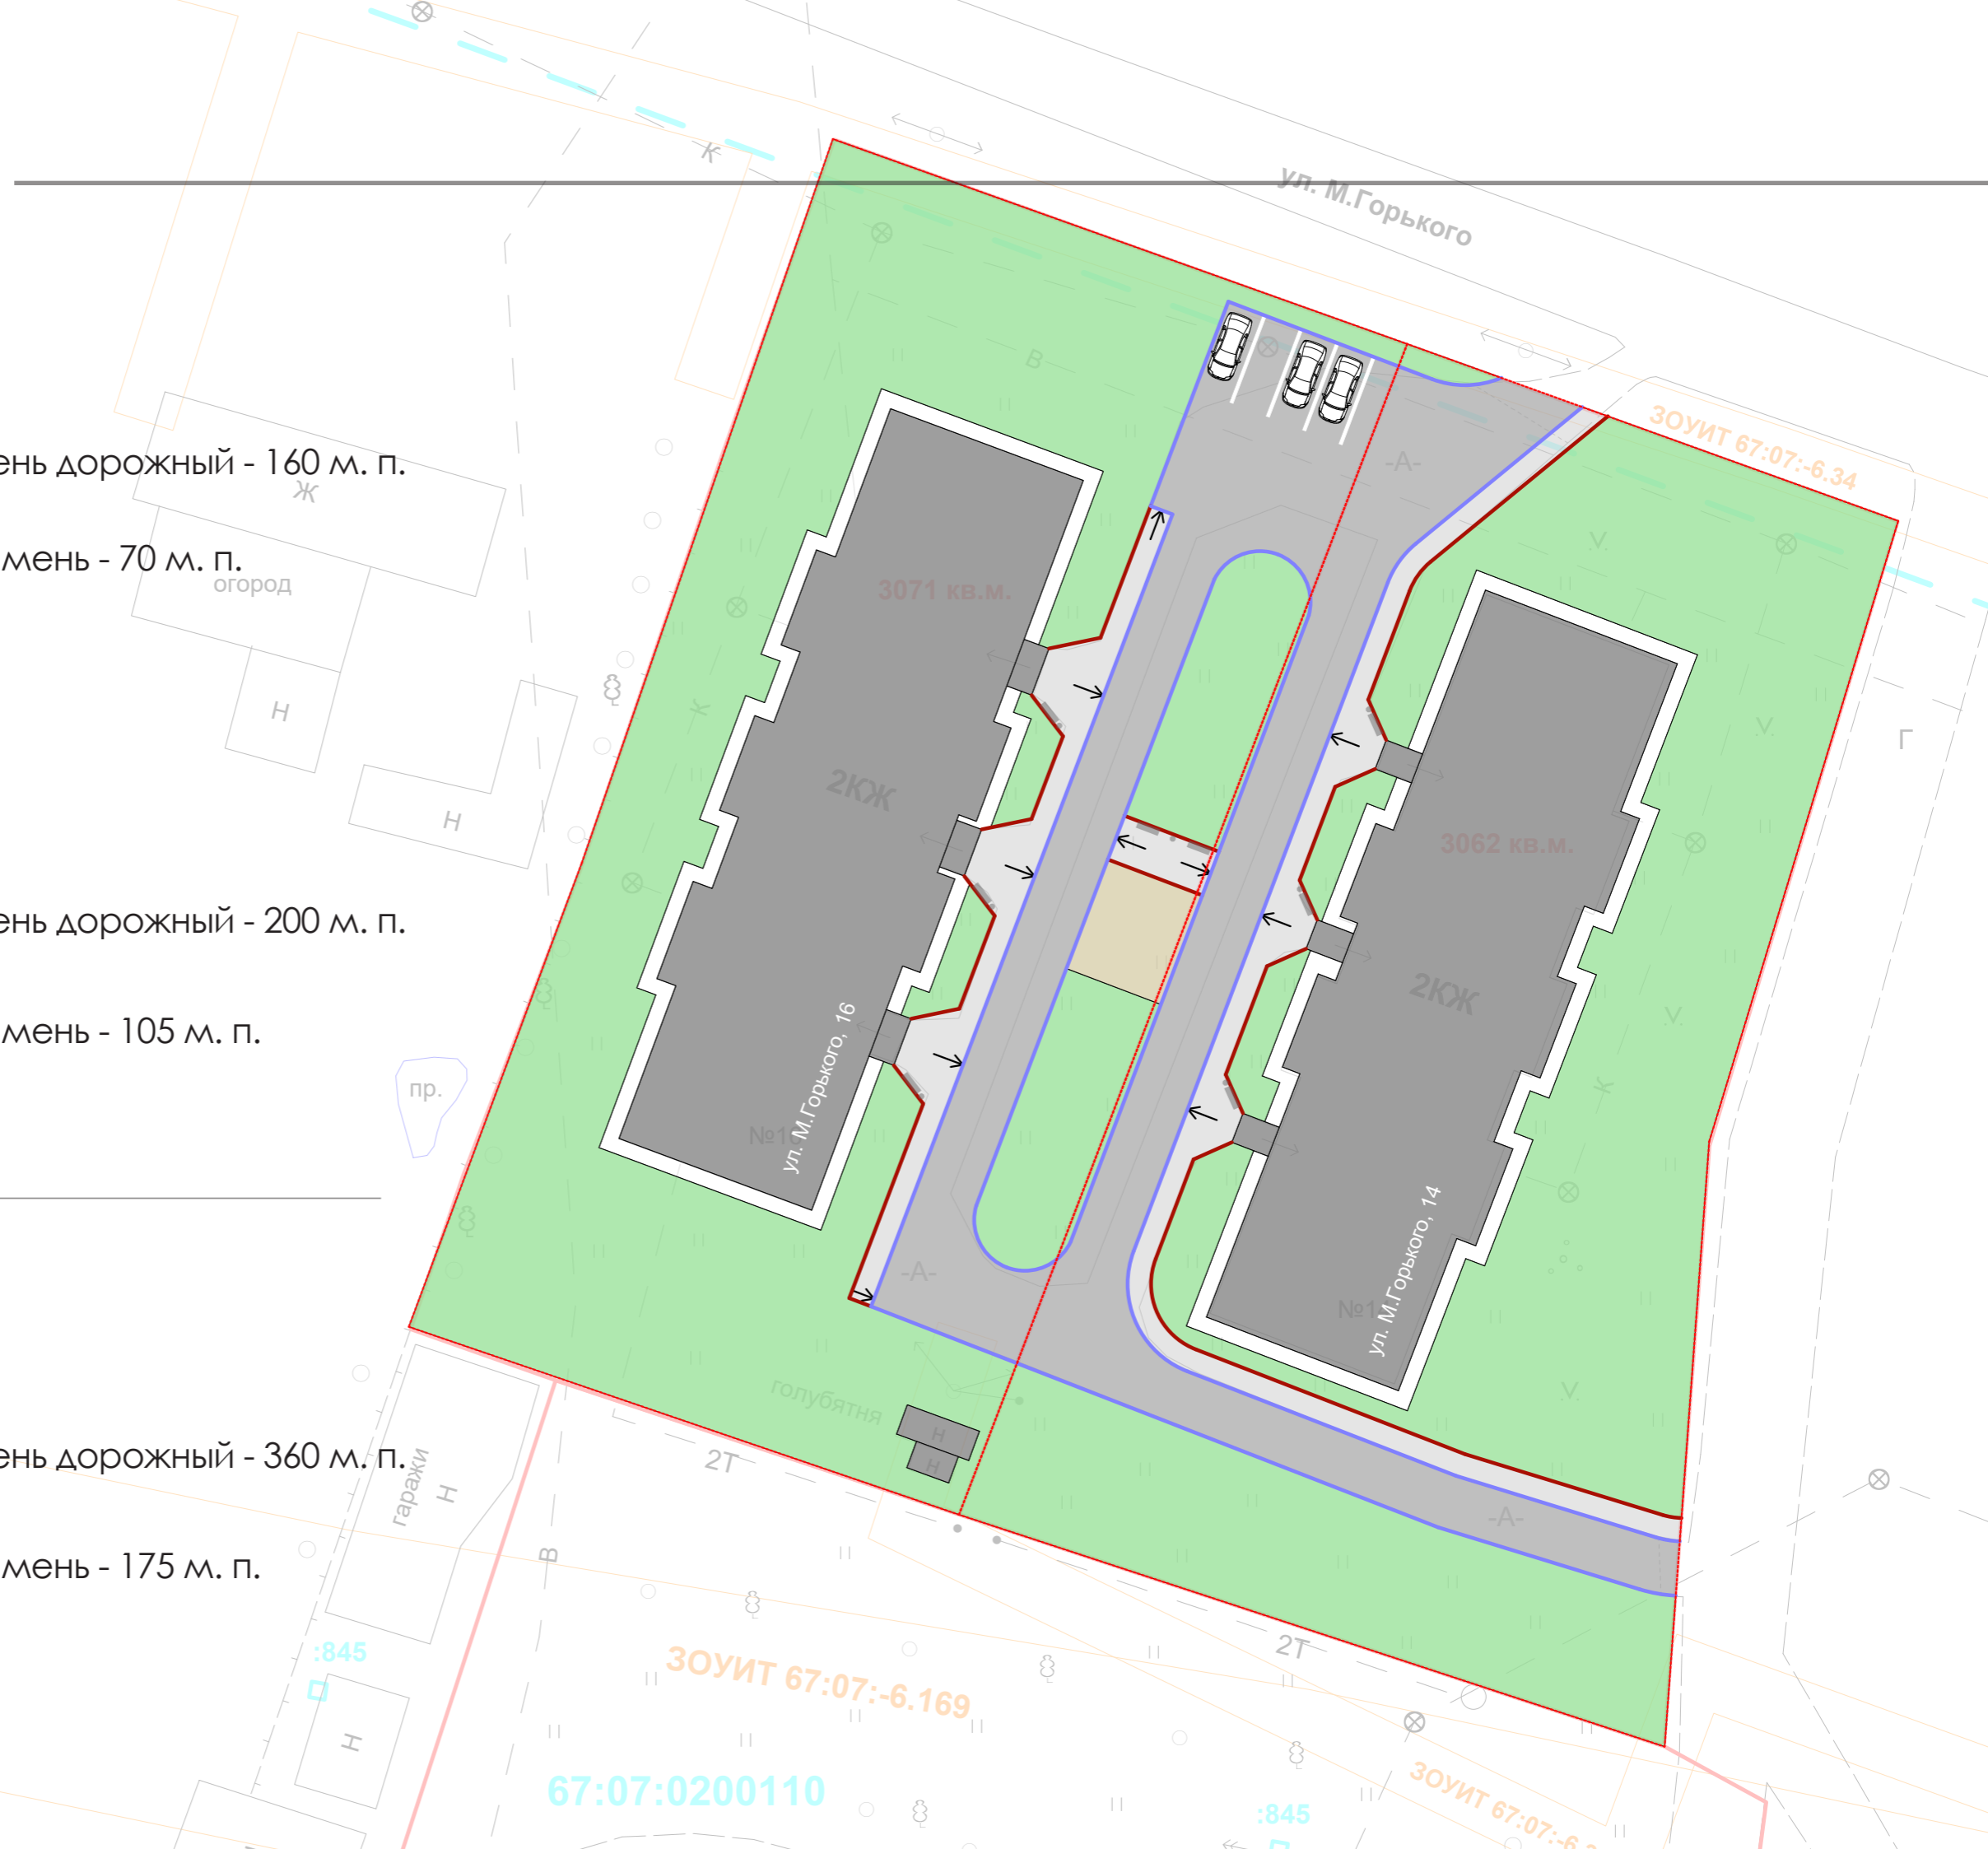 К
ул. М.Горького
В
ЗОУИТ 67:07:-6.34
-А-
ень дорожный - 160 м. п.
Ж
мень - 70 м. п.
огород
3071 кв.м.
К
Н
Г
2КЖ
Н
3062 кв.м.
ень дорожный - 200 м. п.
2КЖ
мень - 105 м. п.
ул. М.Горького, 16
пр.
К
№16
-А-
ул. М.Горького, 14
голубятня
Н
Н
ень дорожный - 360 м. п.
2Т
гаражи
Н
-А-
В
мень - 175 м. п.
:845
2Т
ЗОУИТ 67:07:-6.169
Н
67:07:0200110
:845